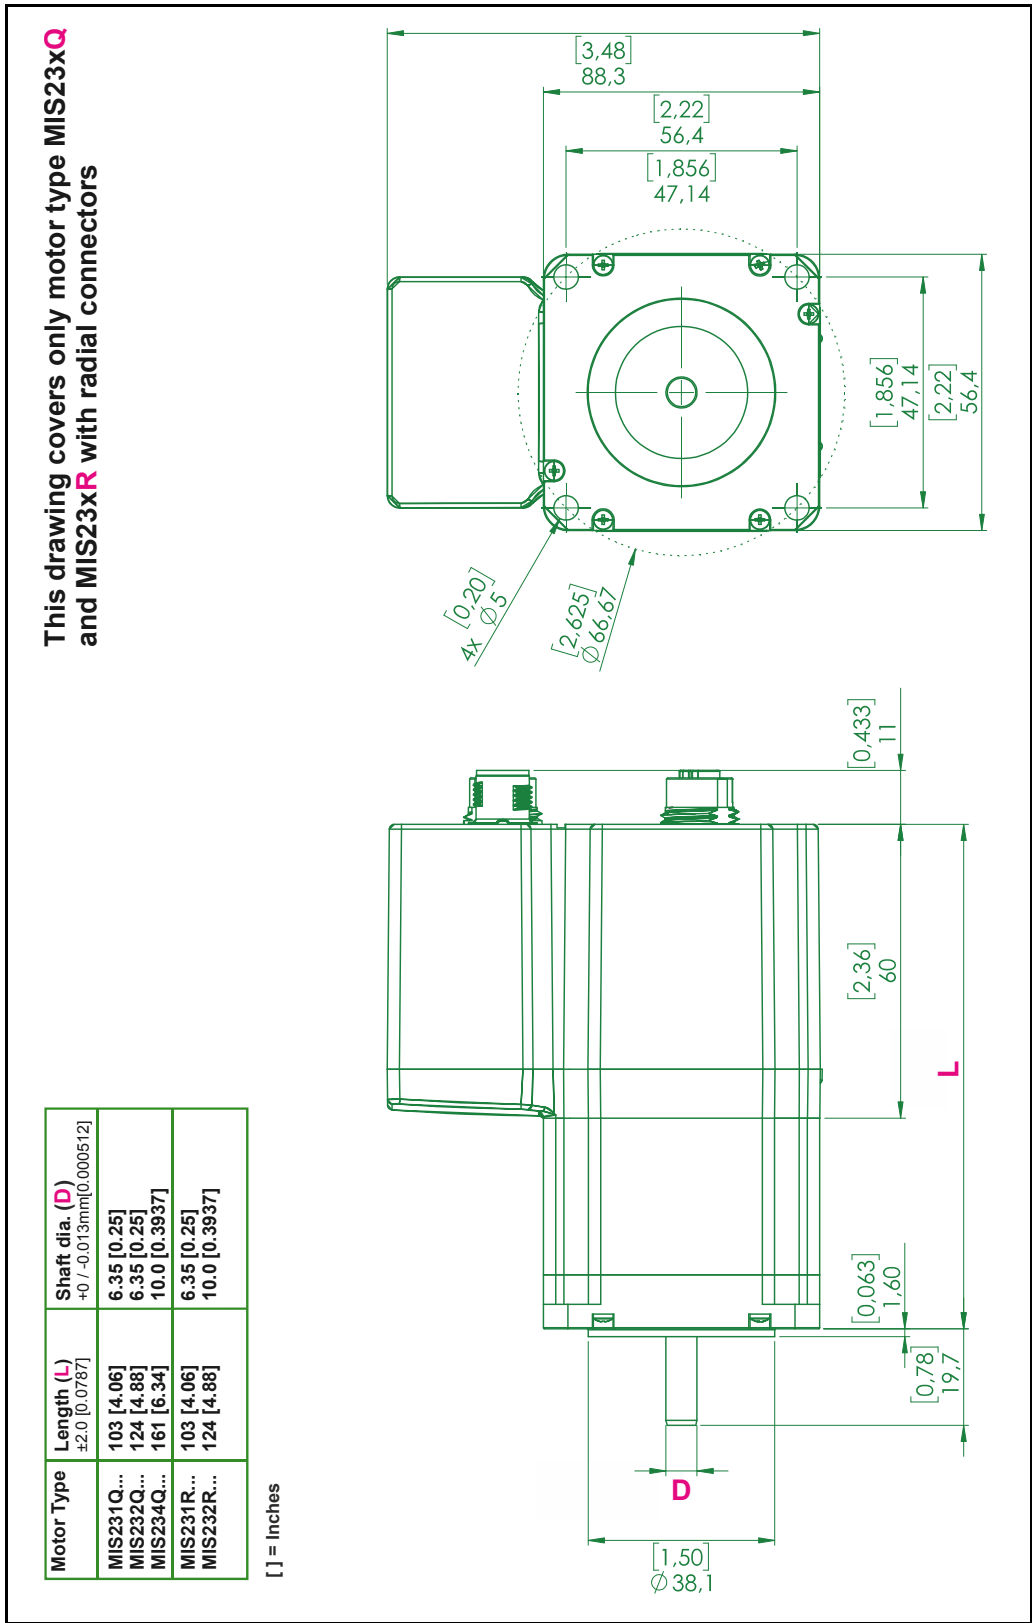 This drawing covers only motor type MIS23xQ
and MIS23xR with radial connectors
Motor Type Length (L) Shaft dia. (D)
±2.0 [0.0787] +0 / -0.013mm[0.000512]
MIS231Q... 103 [4.06] 6.35 [0.25]
MIS232Q... 124 [4.88] 6.35 [0.25]
MIS234Q... 161 [6.34] 10.0 [0.3937]
MIS231R... 103 [4.06] 6.35 [0.25]
MIS232R... 124 [4.88] 10.0 [0.3937]
[ ] = Inches
[3,48]
88,3
[2,22]
56,4
[1,856]
47,14
[1,856]
47,14
[2,22]
56,4
[0,20]
4x Ø5
[2,625]
Ø66,67
[0,433]
11
[2,36]
60
L
[0,063]
1,60
[0,78]
19,7
D
[1,50]
Ø38,1